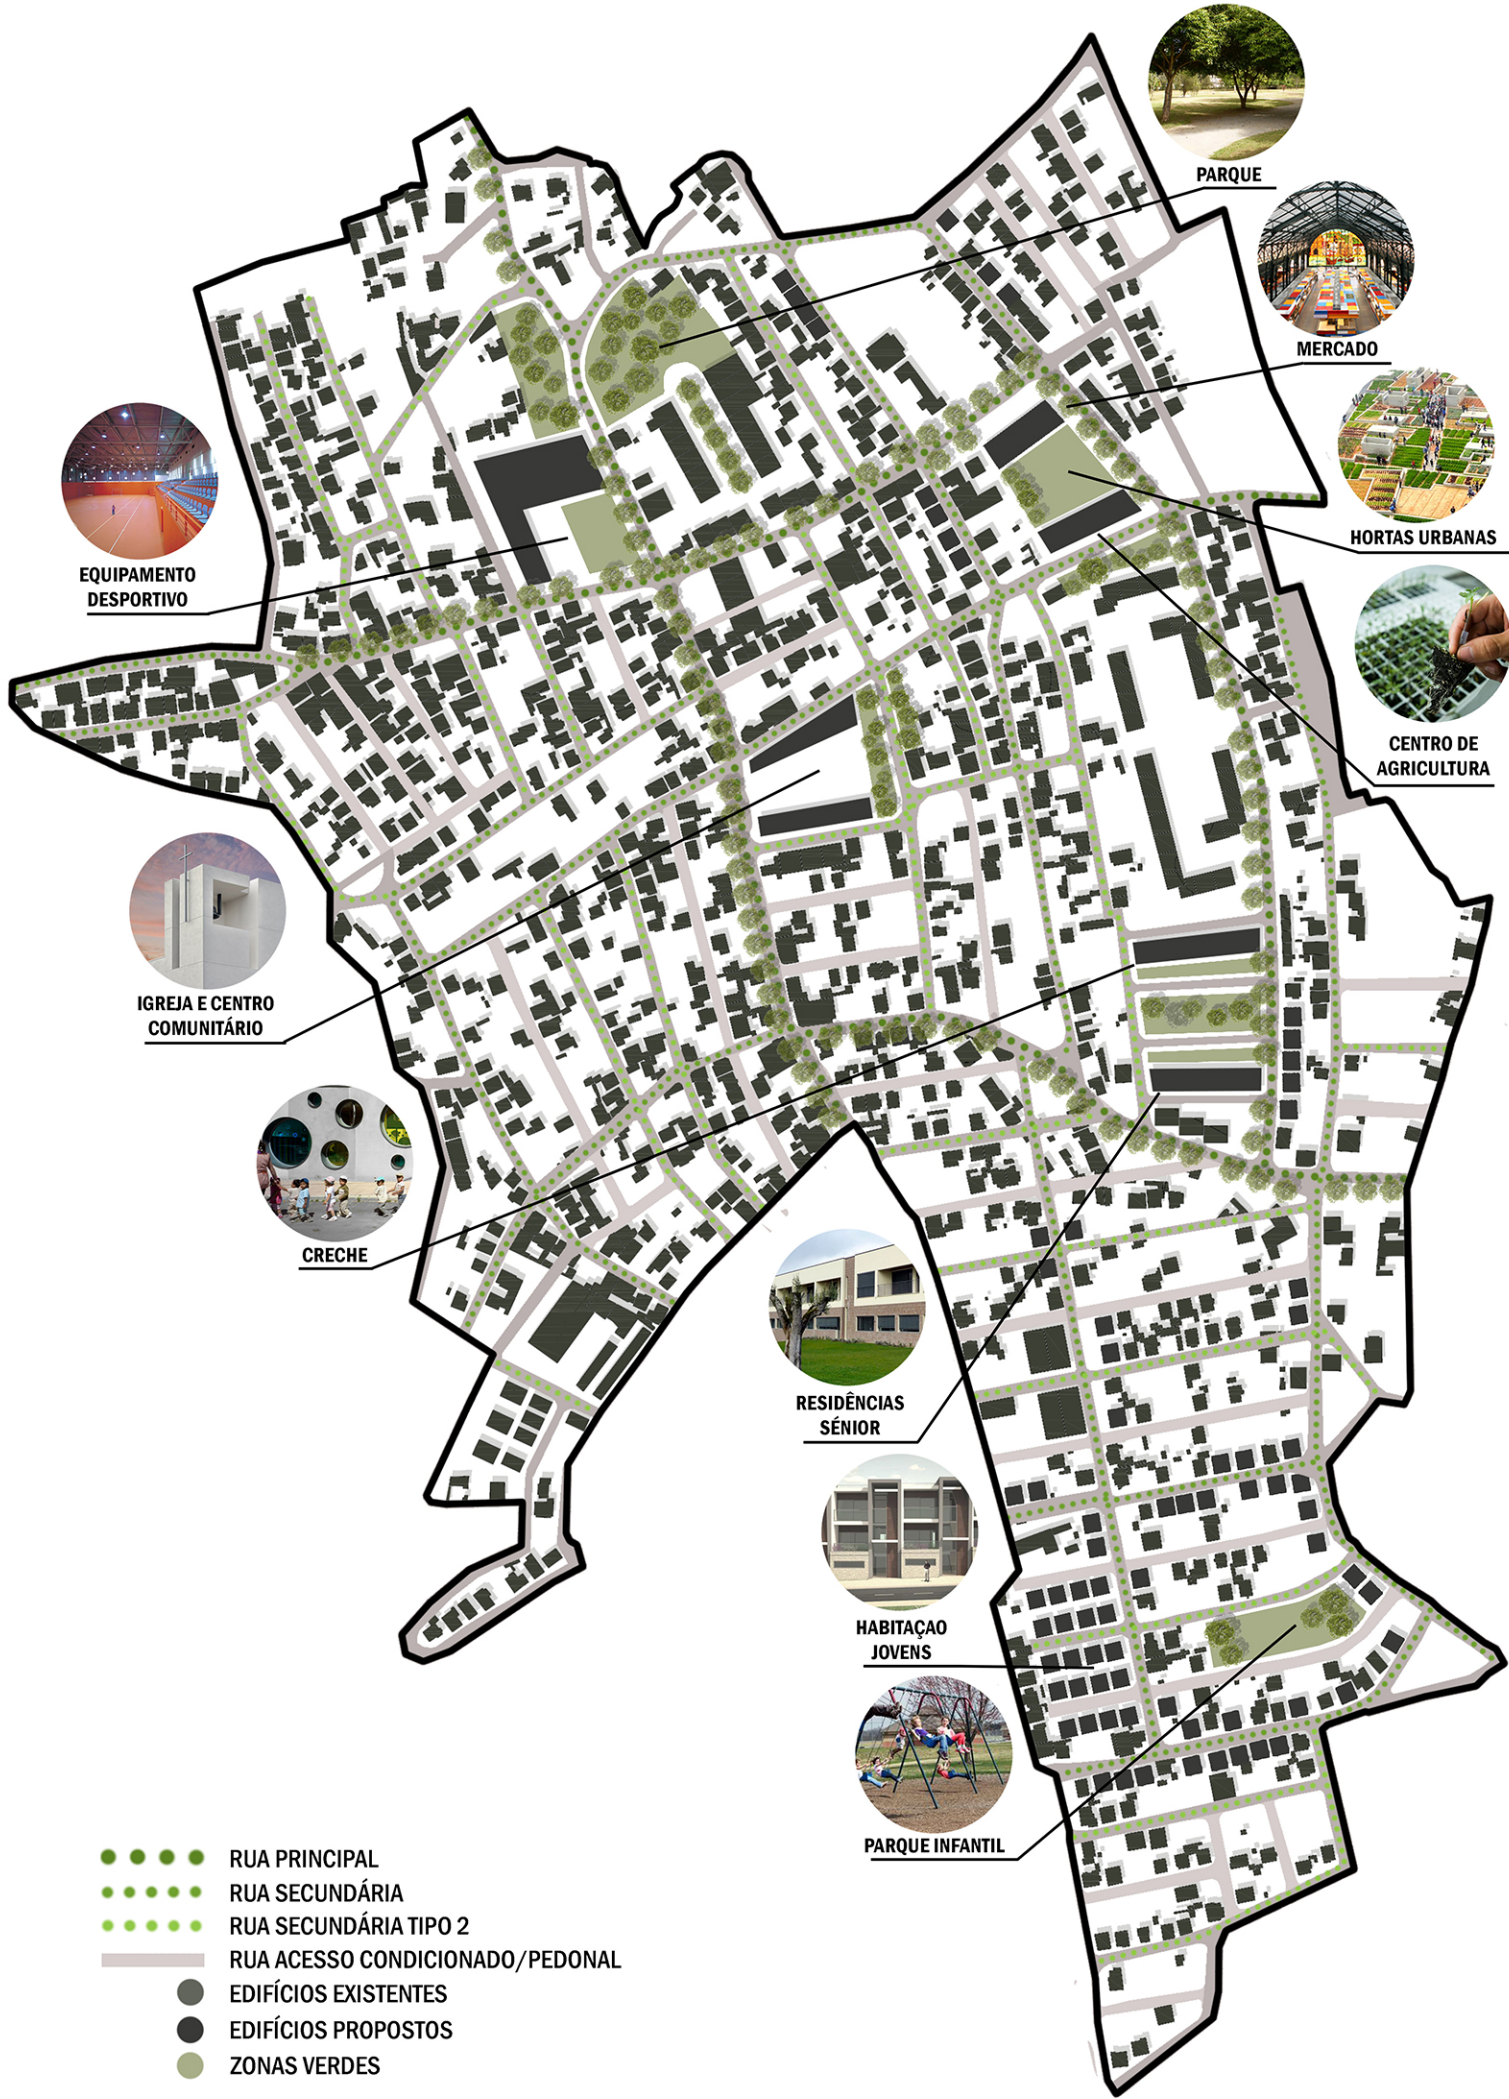 PARQUE
MERCADO
HORTAS URBANAS
EQUIPAMENTO
DESPORTIVO
CENTRO DE
AGRICULTURA
IGREJA E CENTRO
COMUNITÁRIO
CRECHE
RESIDÊNCIAS
SÉNIOR
HABITAÇAO
JOVENS
PARQUE INFANTIL
RUA PRINCIPAL
RUA SECUNDÁRIA
RUA SECUNDÁRIA TIPO 2
RUA ACESSO CONDICIONADO/PEDONAL
EDIFÍCIOS EXISTENTES
EDIFÍCIOS PROPOSTOS
ZONAS VERDES